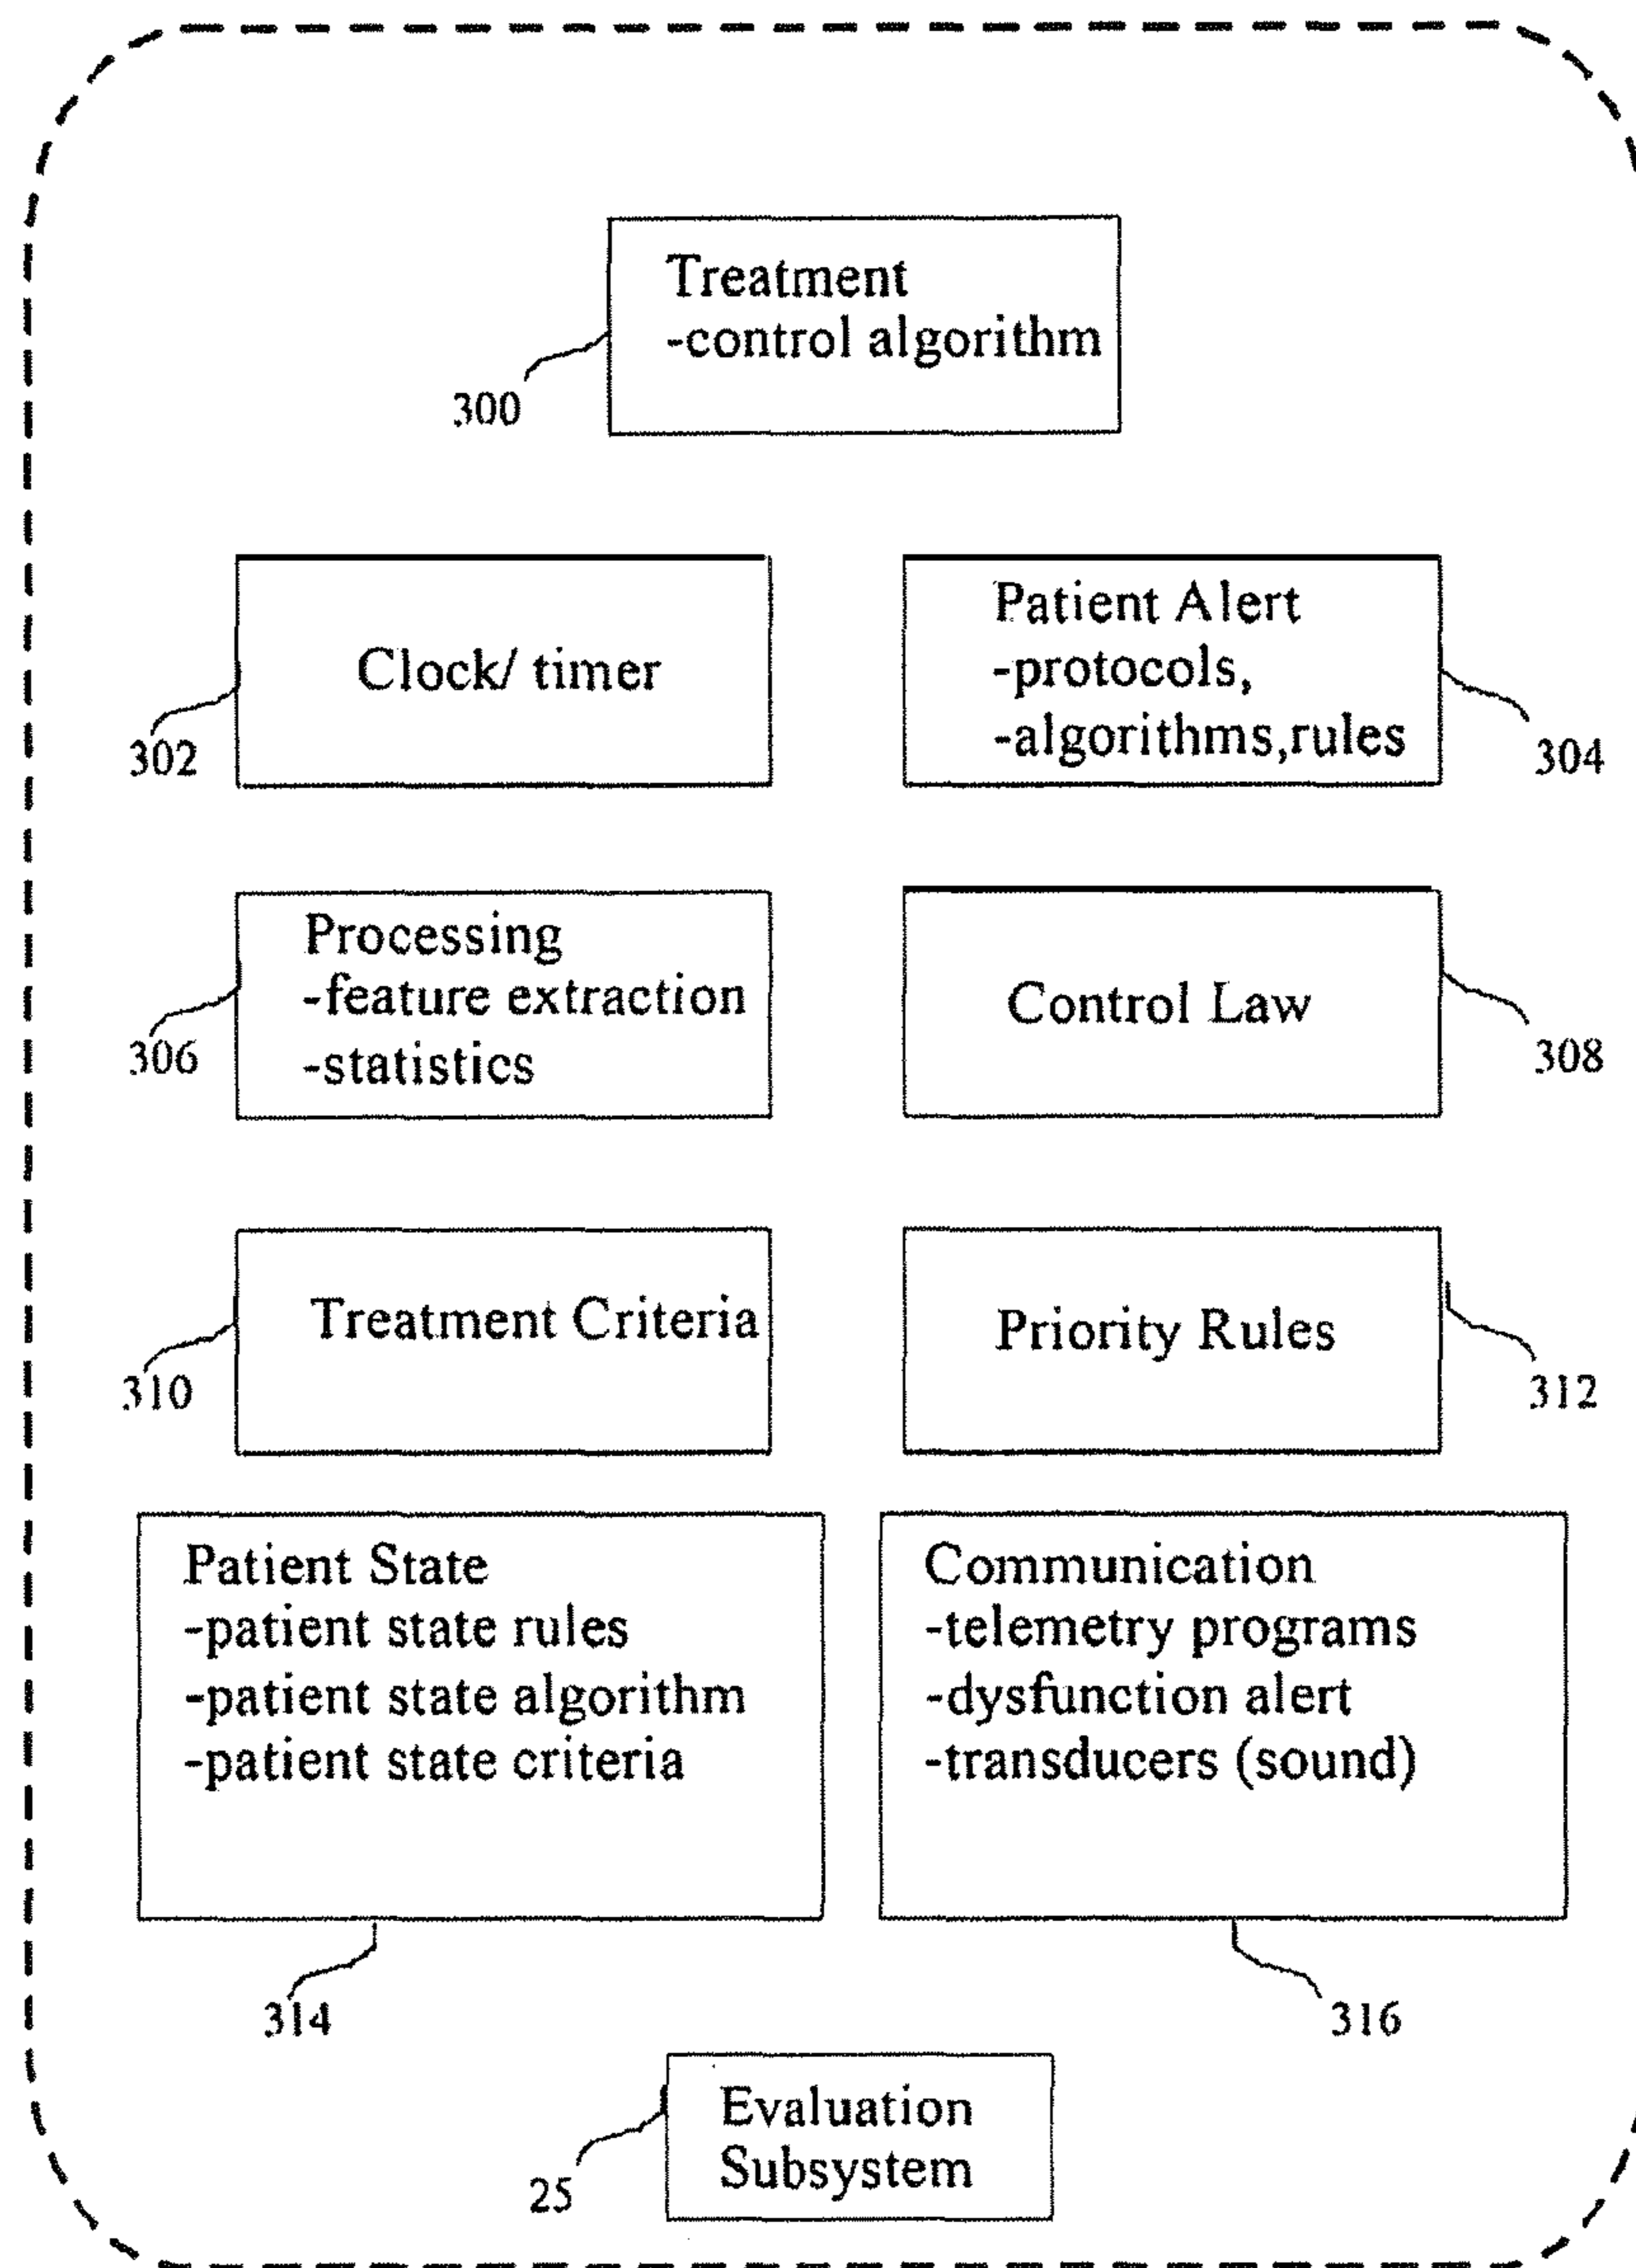 Treatment
-control algorithm
300
Clock/ timer
302
Patient Alert
-protocols,
-algorithms,rules
304
Processing
-feature extraction
-statistics
306
Control Law
308
Treatment Criteria
310
Priority Rules
312
Patient State
-patient state rules
-patient state algorithm
-patient state criteria
314
Communication
-telemetry programs
-dysfunction alert
-transducers (sound)
316
Evaluation
Subsystem
25